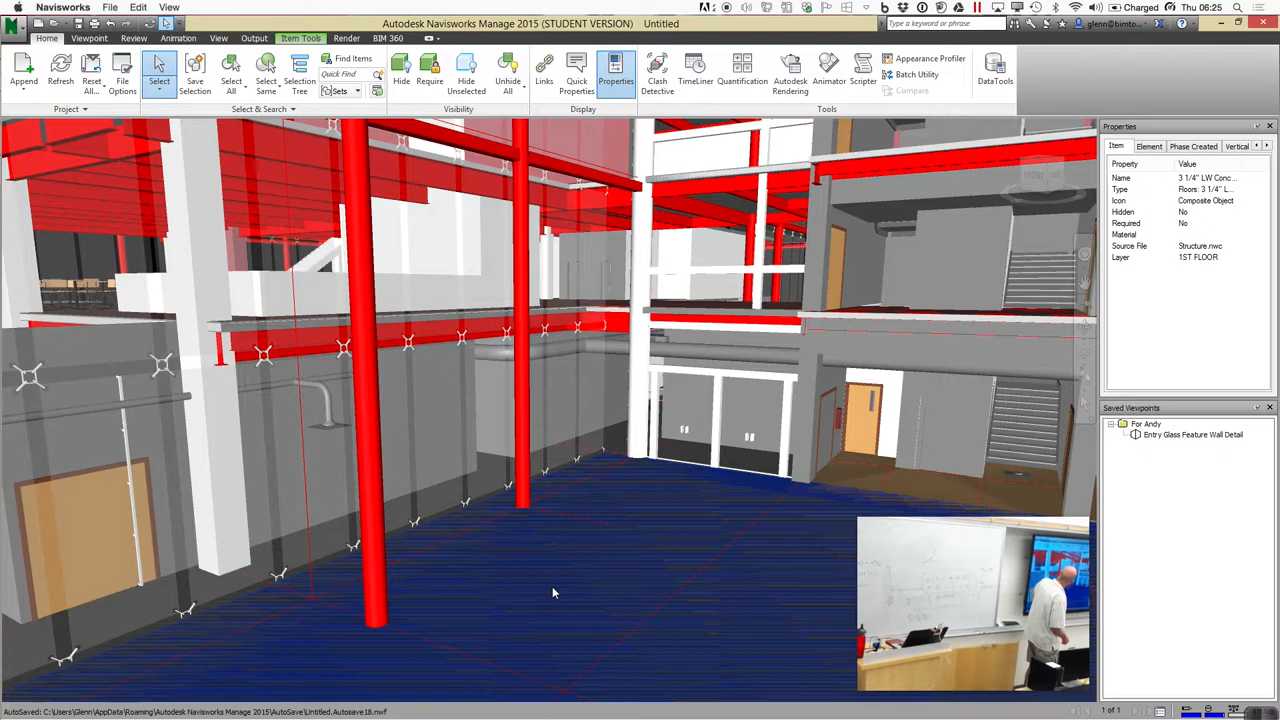 Navisworks File Edit View
Charged Thu 06:25 glenn@bimto...
Autodesk Navisworks Manage 2015 (STUDENT VERSION) Untitled
Type a keyword or phrase
Home Viewpoint Review Animation View Output Item Tools Render BIM 360
Append
Refresh
Reset All...
File Options
Project
Select
Save Selection
Select All
Select Same
Selection Tree
Find Items
Quick Find
Sets
Select & Search
Hide
Require
Hide Unselected
Unhide All
Visibility
Links
Quick Properties
Properties
Display
Clash Detective
TimeLiner
Quantification
Autodesk Rendering
Animator
Scripter
Appearance Profiler
Batch Utility
Compare
DataTools
Tools
Properties
Item Element Phase Created Vertical
Property Value
Name 3 1/4" LW Conc...
Type Floors: 3 1/4" L...
Icon Composite Object
Hidden No
Required No
Material
Source File Structure.nwc
Layer 1ST FLOOR
Saved Viewpoints
For Andy
Entry Glass Feature Wall Detail
AutoSaved: C:\Users\Glenn\AppData\Roaming\Autodesk Navisworks Manage 2015\AutoSave\Untitled.Autosave18.nwf
1 of 1